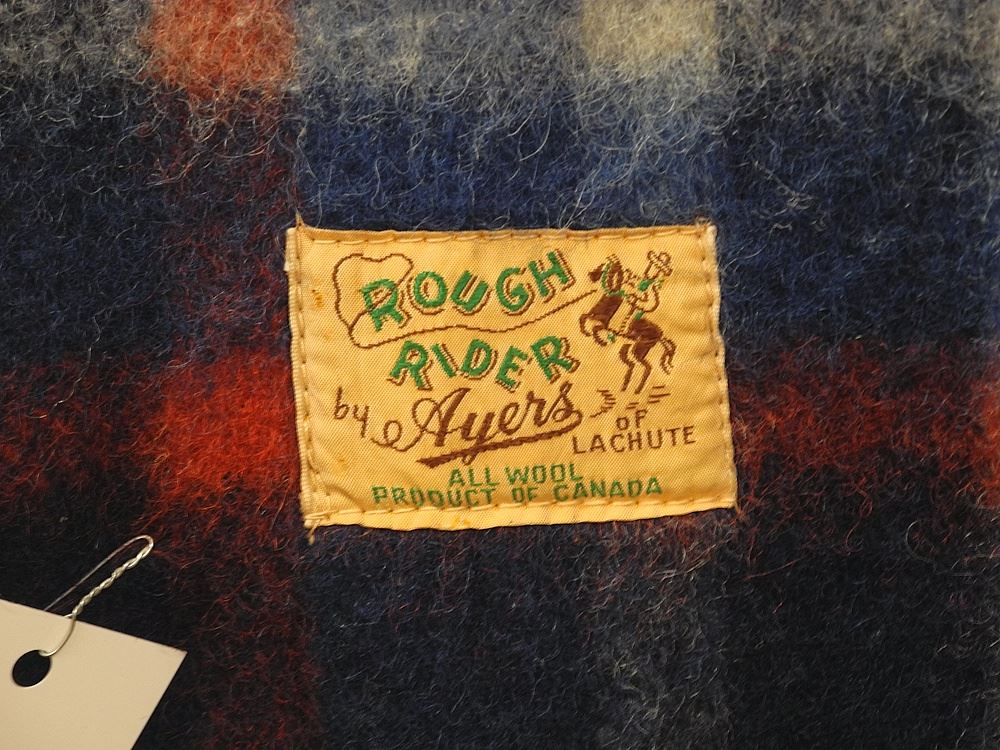 ROUGH
RIDER
by Ayers
OF
LACHUTE
ALL WOOL
PRODUCT OF CANADA